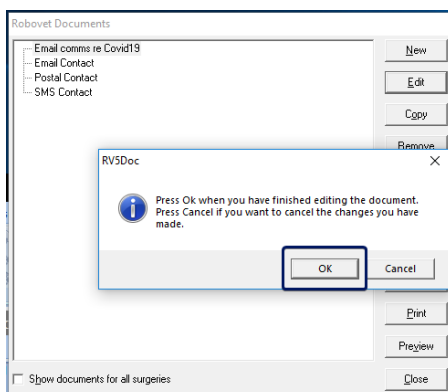 Robovet Documents
Email comms re Covid19
Email Contact
Postal Contact
SMS Contact
New
Edit
Copy
Remove
RV5Doc
Press Ok when you have finished editing the document.
Press Cancel if you want to cancel the changes you have
made.
OK
Cancel
Print
Preview
Show documents for all surgeries
Close